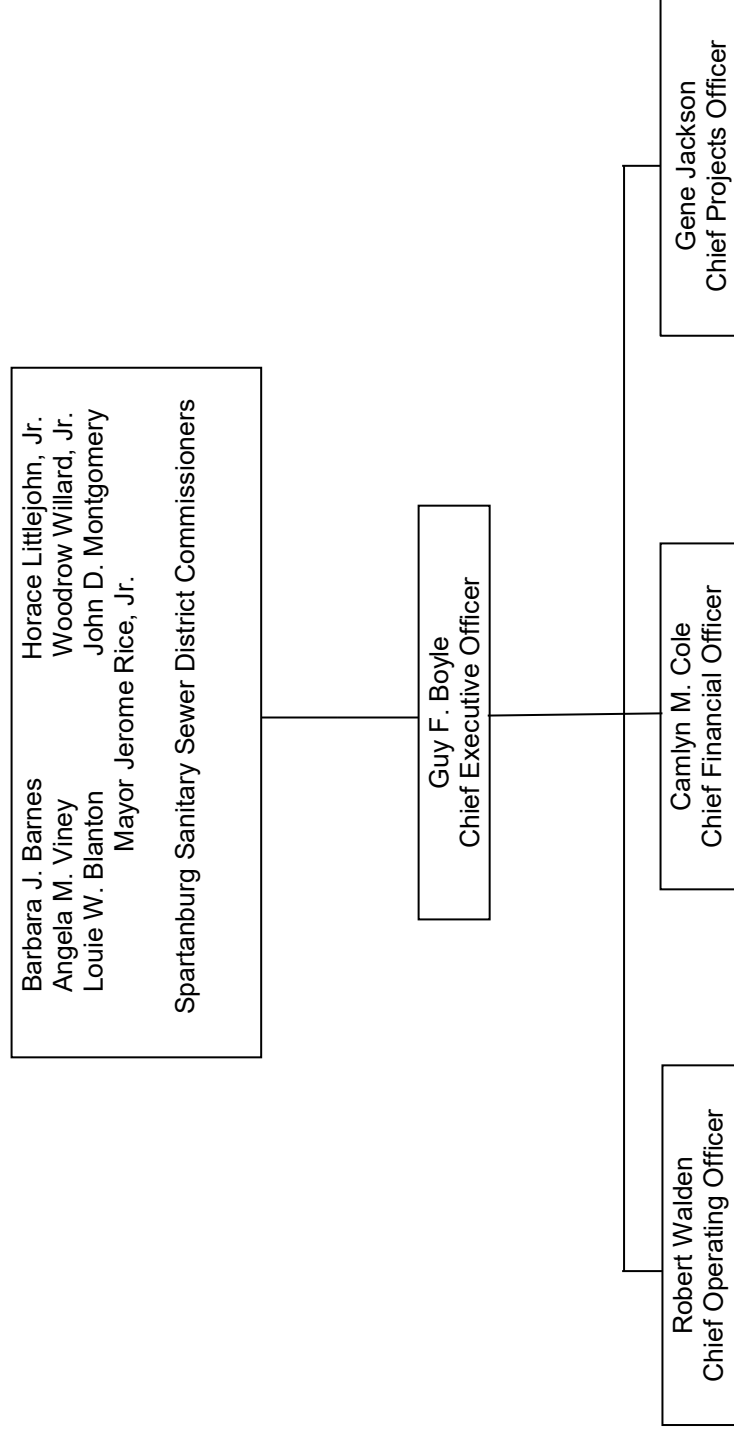 Barbara J. Barnes Horace Littlejohn, Jr.
Angela M. Viney Woodrow Willard, Jr.
Louie W. Blanton John D. Montgomery
Mayor Jerome Rice, Jr.
Spartanburg Sanitary Sewer District Commissioners
Guy F. Boyle
Chief Executive Officer
Robert Walden
Chief Operating Officer
Camlyn M. Cole
Chief Financial Officer
Gene Jackson
Chief Projects Officer